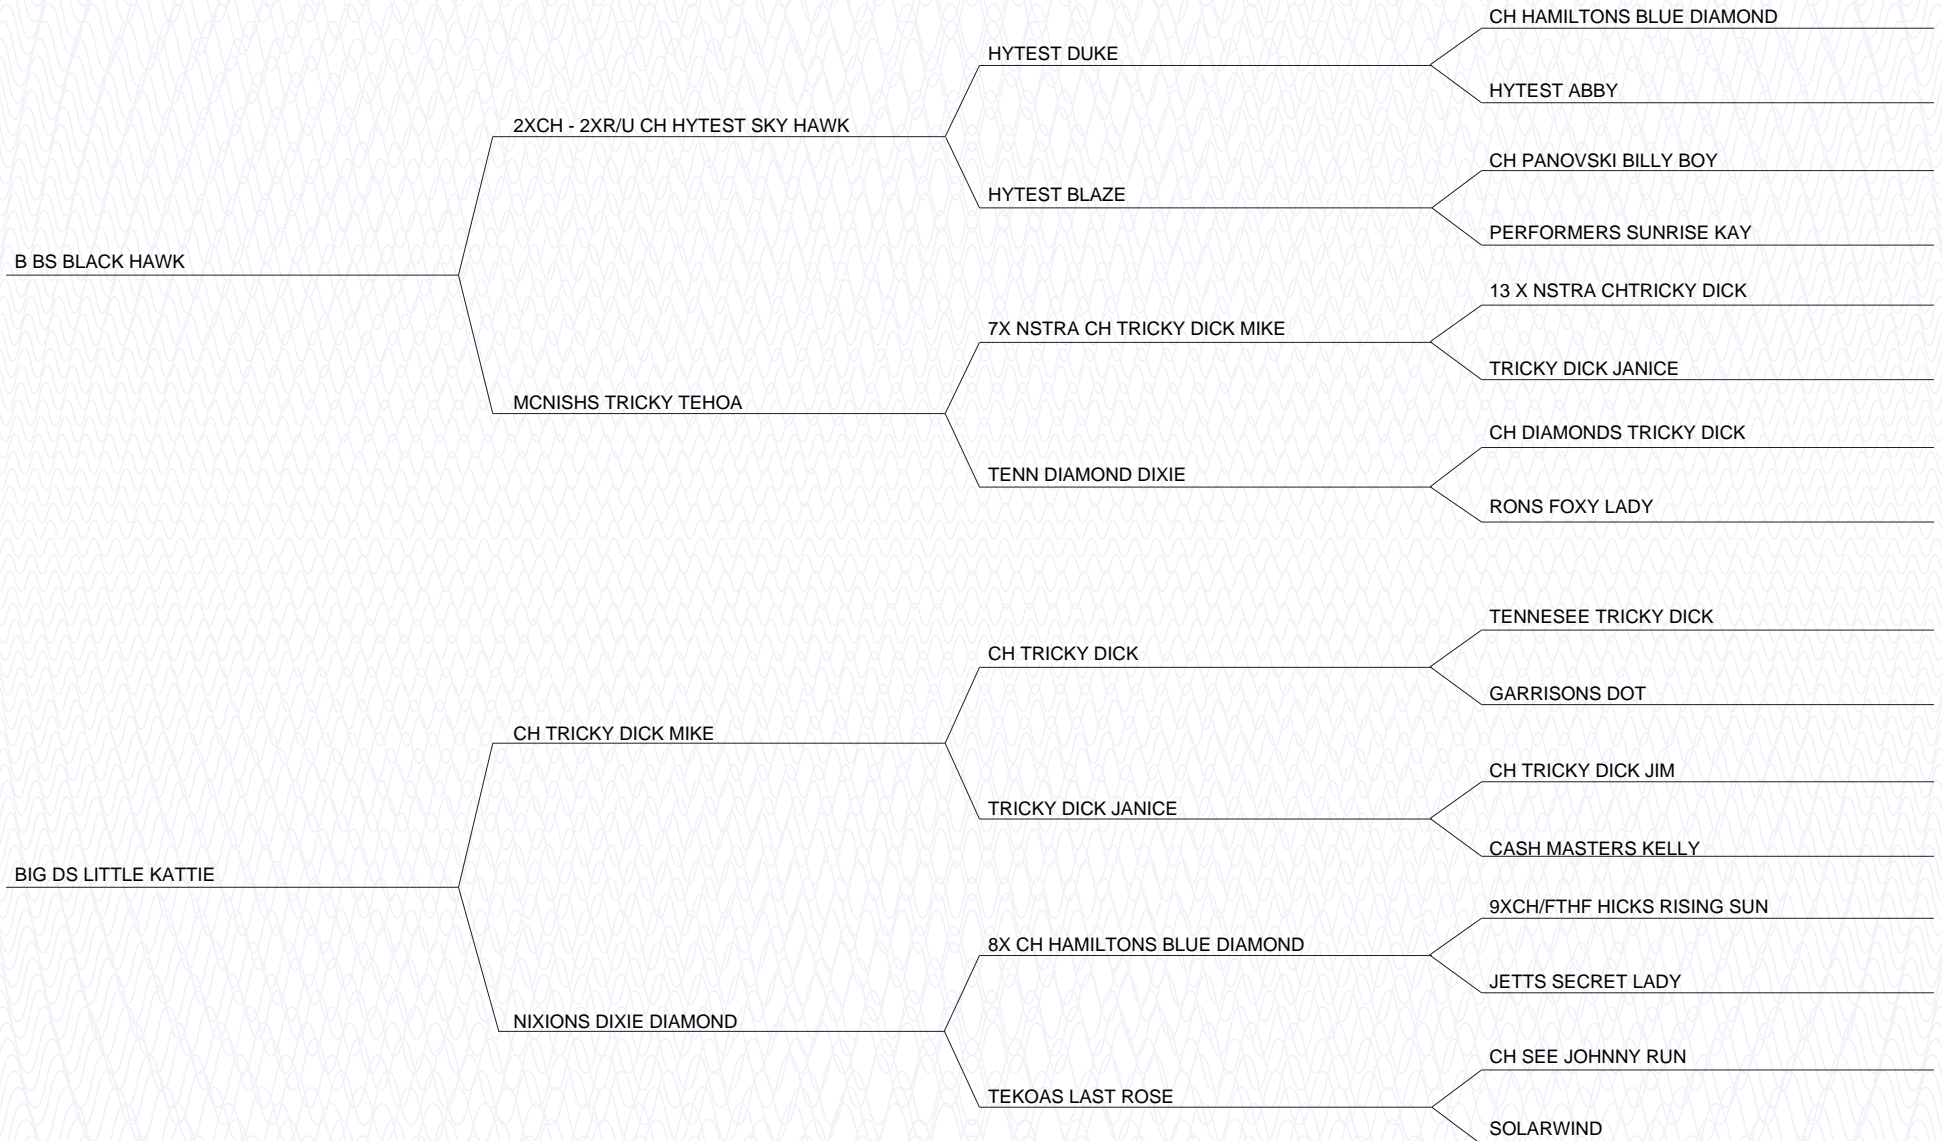 CH HAMILTONS BLUE DIAMOND
HYTEST DUKE
HYTEST ABBY
2XCH - 2XR/U CH HYTEST SKY HAWK
CH PANOVSKI BILLY BOY
HYTEST BLAZE
PERFORMERS SUNRISE KAY
B BS BLACK HAWK
13 X NSTRA CHTRICKY DICK
7X NSTRA CH TRICKY DICK MIKE
TRICKY DICK JANICE
MCNISHS TRICKY TEHOA
CH DIAMONDS TRICKY DICK
TENN DIAMOND DIXIE
RONS FOXY LADY
TENNESEE TRICKY DICK
CH TRICKY DICK
GARRISONS DOT
CH TRICKY DICK MIKE
CH TRICKY DICK JIM
TRICKY DICK JANICE
CASH MASTERS KELLY
BIG DS LITTLE KATTIE
9XCH/FTHF HICKS RISING SUN
8X CH HAMILTONS BLUE DIAMOND
JETTS SECRET LADY
NIXIONS DIXIE DIAMOND
CH SEE JOHNNY RUN
TEKOAS LAST ROSE
SOLARWIND